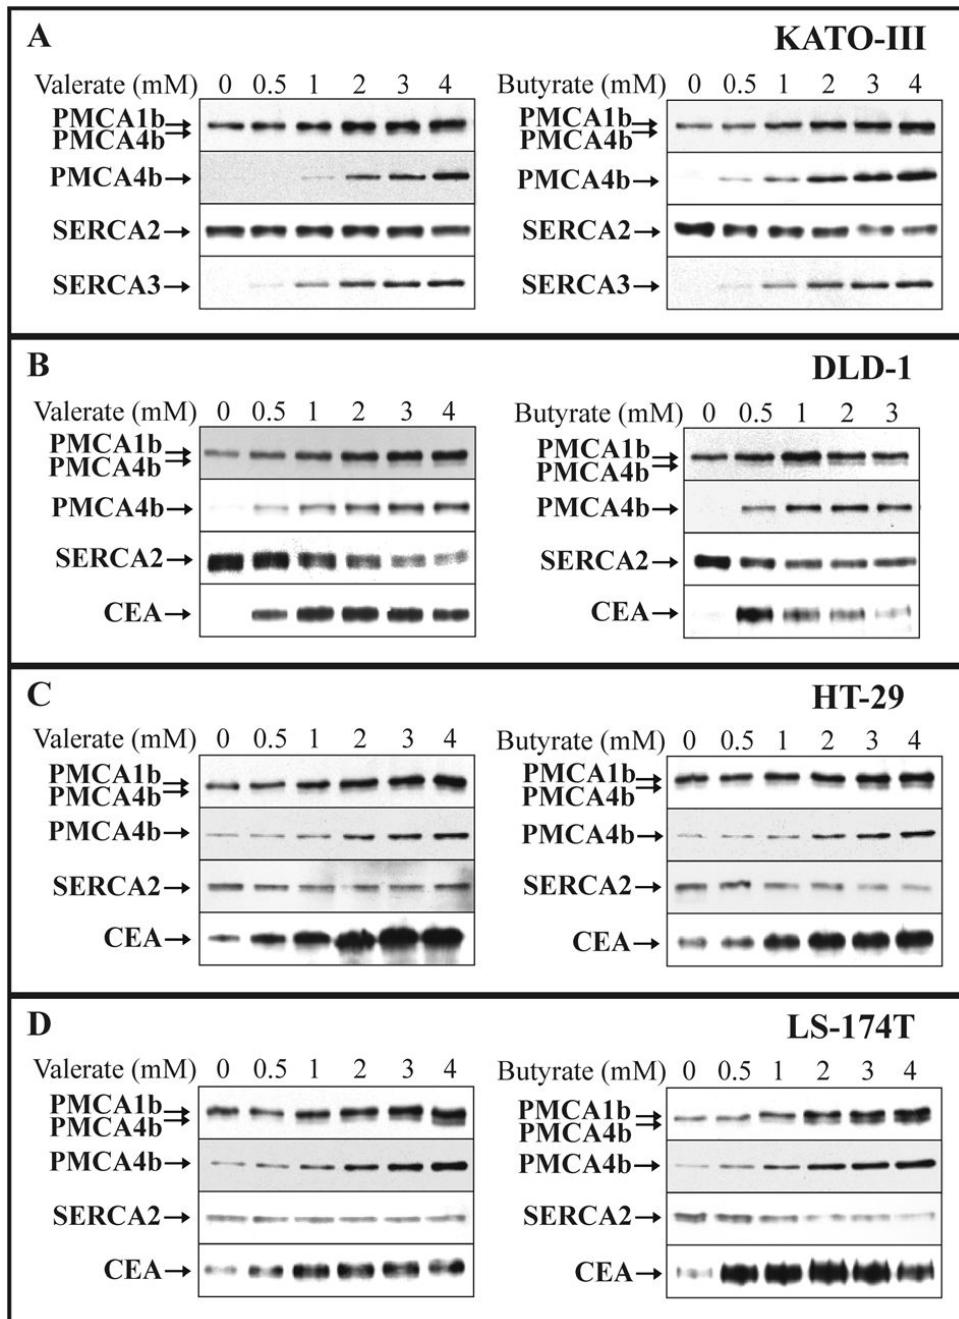 A
KATO-III
Valerate (mM) 0 0.5 1 2 3 4
PMCA1b
PMCA4b
PMCA4b
SERCA2
SERCA3
Butyrate (mM) 0 0.5 1 2 3 4
PMCA1b
PMCA4b
PMCA4b
SERCA2
SERCA3
B
DLD-1
Valerate (mM) 0 0.5 1 2 3 4
PMCA1b
PMCA4b
PMCA4b
SERCA2
CEA
Butyrate (mM) 0 0.5 1 2 3
PMCA1b
PMCA4b
PMCA4b
SERCA2
CEA
C
HT-29
Valerate (mM) 0 0.5 1 2 3 4
PMCA1b
PMCA4b
PMCA4b
SERCA2
CEA
Butyrate (mM) 0 0.5 1 2 3 4
PMCA1b
PMCA4b
PMCA4b
SERCA2
CEA
D
LS-174T
Valerate (mM) 0 0.5 1 2 3 4
PMCA1b
PMCA4b
PMCA4b
SERCA2
CEA
Butyrate (mM) 0 0.5 1 2 3 4
PMCA1b
PMCA4b
PMCA4b
SERCA2
CEA